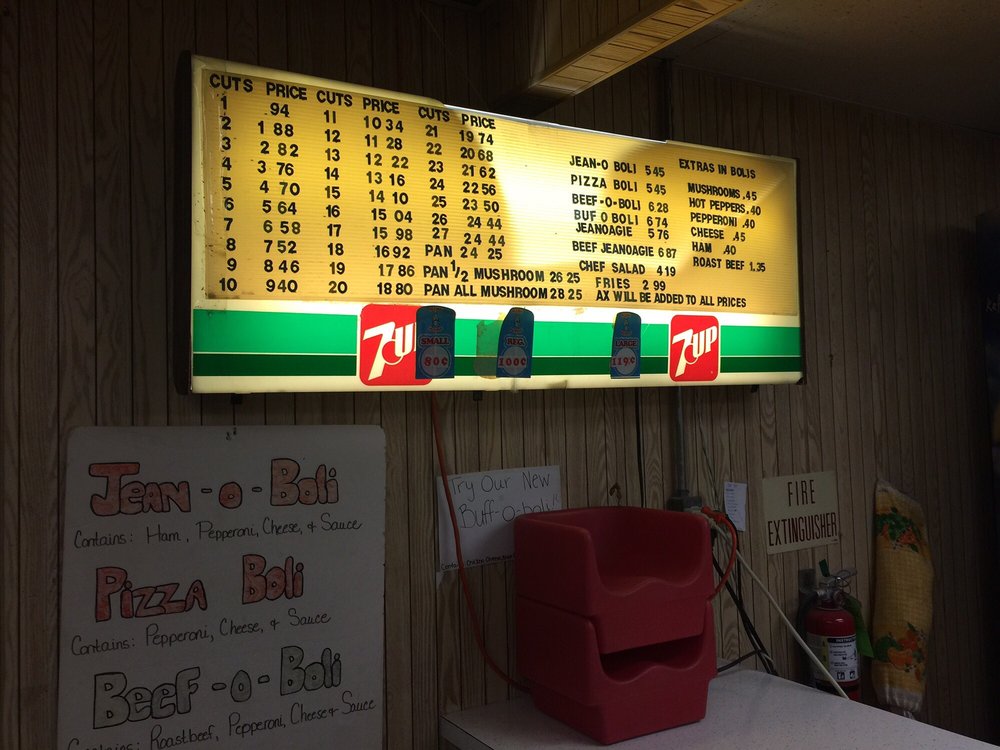 CUTS PRICE CUTS PRICE CUTS PRICE
1 .94 11 10 34 21 19 74
2 1 88 12 11 28 22 20 68
3 2 82 13 12 22 23 21 62
4 3 76 14 13 16 24 22 56
5 4 70 15 14 10 25 23 50
6 5 64 16 15 04 26 24 44
7 6 58 17 15 98 27 24 44
8 7 52 18 16 92 PAN 24 25
9 8 46 19 17 86 PAN 1/2 MUSHROOM 26 25
10 9 40 20 18 80 PAN ALL MUSHROOM 28 25
JEAN-O BOLI 5 45
PIZZA BOLI 5 45
BEEF-O-BOLI 6 28
BUF O BOLI 6 74
JEANOAGIE 5 76
BEEF JEANOAGIE 6 87
CHEF SALAD 4 19
FRIES 2 99
AX WILL BE ADDED TO ALL PRICES
EXTRAS IN BOLIS
MUSHROOMS .45
HOT PEPPERS .40
PEPPERONI .40
CHEESE .45
HAM .40
ROAST BEEF 1.35
7U
SMALL
80¢
REG.
100¢
LARGE
119¢
7UP
JEAN-O-BOLI
Contains: Ham, Pepperoni, Cheese, & Sauce
PIZZA BOLI
Contains: Pepperoni, Cheese, & Sauce
BEEF-O-BOLI
Contains: Roastbeef, Pepperoni, Cheese & Sauce
Try Our New
Buff-o-boli
FIRE
EXTINGUISHER